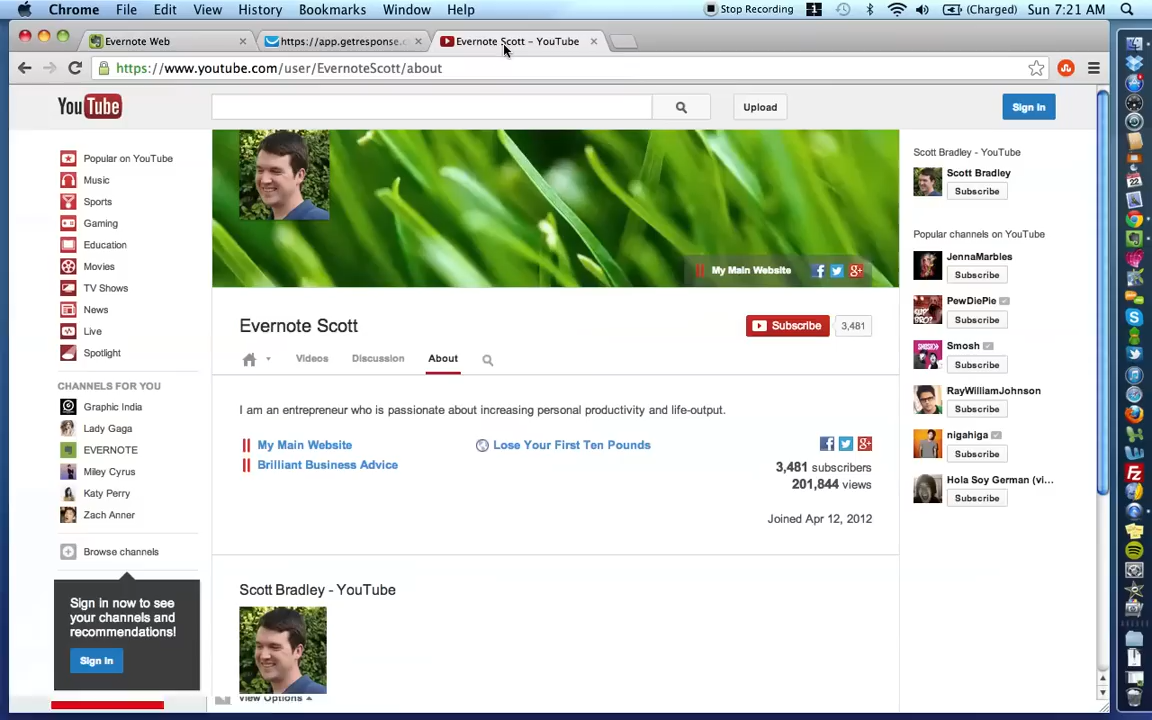 Chrome File Edit View History Bookmarks Window Help Stop Recording 1 (Charged) Sun 7:21 AM
Evernote Web https://app.getresponse.c Evernote Scott - YouTube
https://www.youtube.com/user/EvernoteScott/about
YouTube Upload Sign In
Popular on YouTube
Music
Sports
Gaming
Education
Movies
TV Shows
News
Live
Spotlight
CHANNELS FOR YOU
Graphic India
Lady Gaga
EVERNOTE
Miley Cyrus
Katy Perry
Zach Anner
Browse channels
Sign in now to see
your channels and
recommendations!
Sign In
My Main Website
Evernote Scott
Subscribe 3,481
Videos Discussion About
I am an entrepreneur who is passionate about increasing personal productivity and life-output.
My Main Website Lose Your First Ten Pounds
Brilliant Business Advice
3,481 subscribers
201,844 views
Joined Apr 12, 2012
Scott Bradley - YouTube
View Options
Scott Bradley - YouTube
Scott Bradley
Subscribe
Popular channels on YouTube
JennaMarbles
Subscribe
PewDiePie
Subscribe
Smosh
Subscribe
RayWilliamJohnson
Subscribe
nigahiga
Subscribe
Hola Soy German (vi...
Subscribe